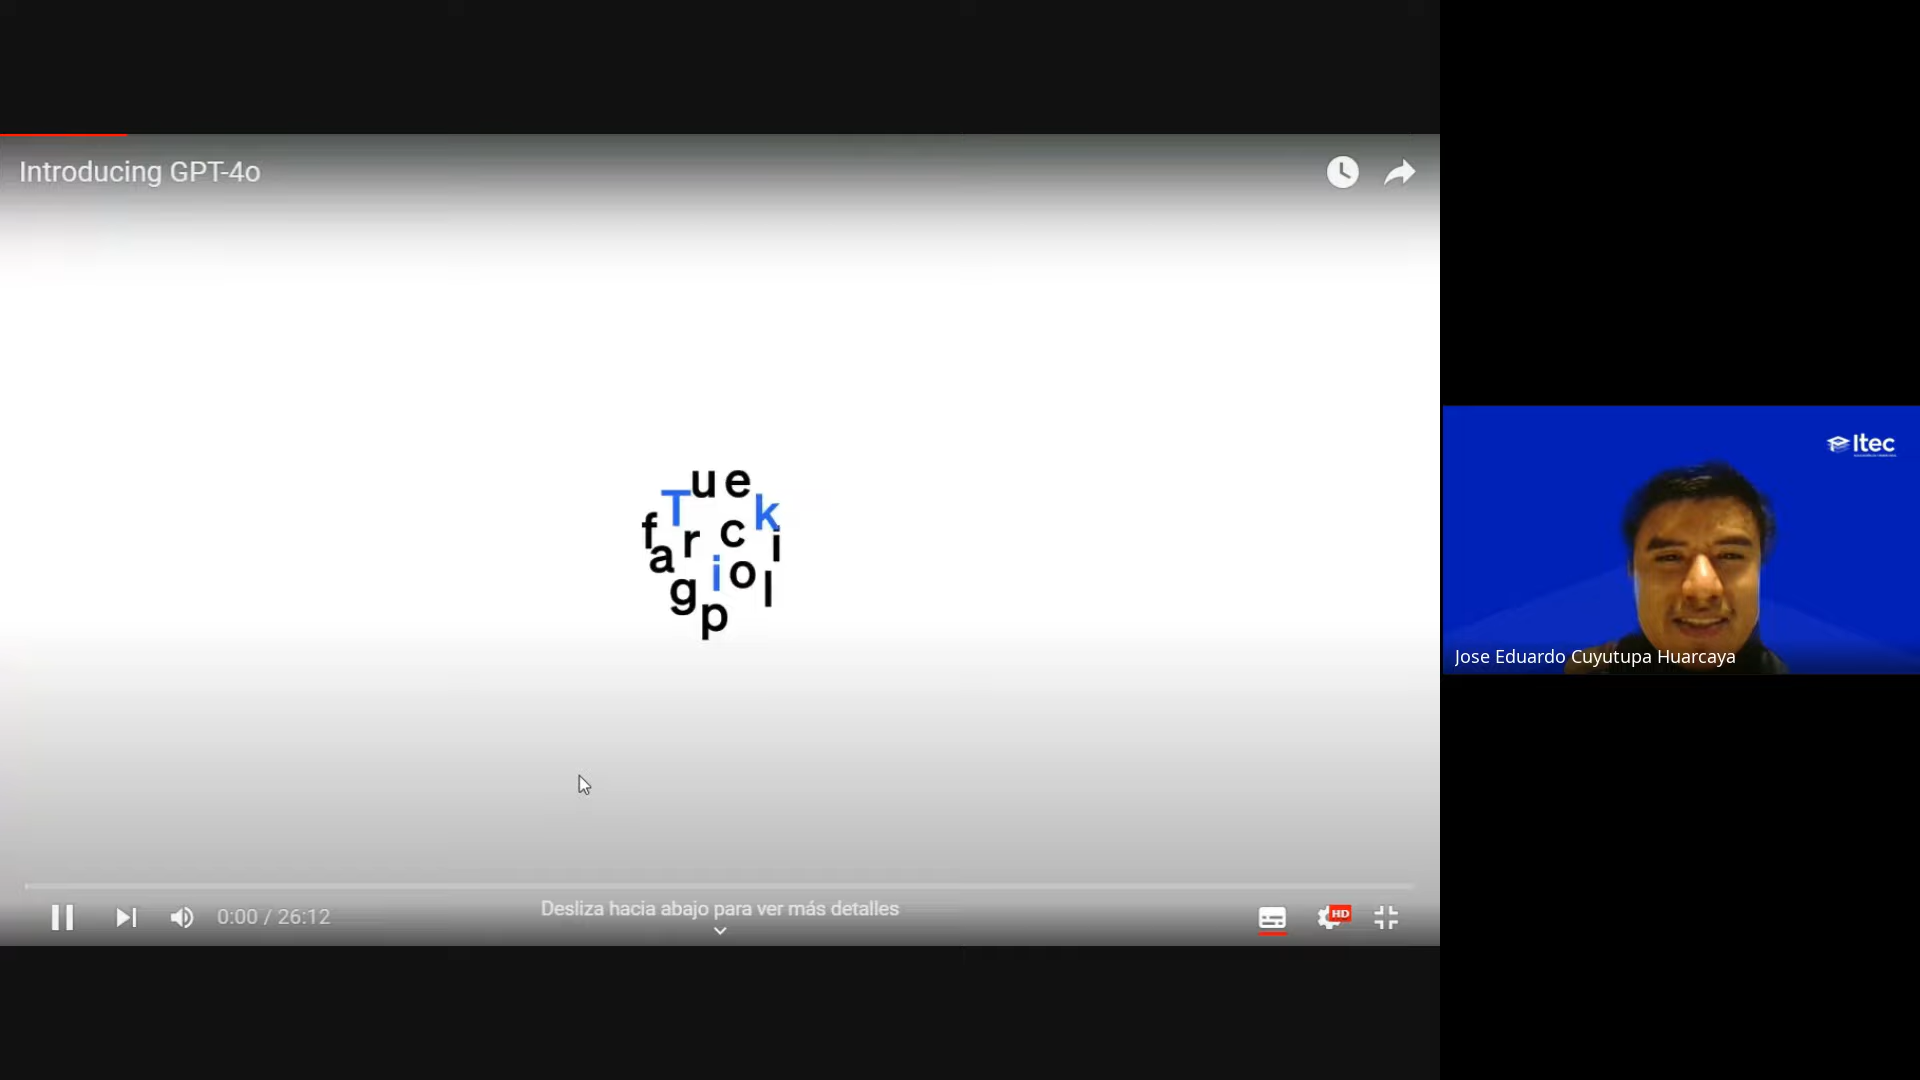 Introducing GPT-4o
u e
T k
f r c i
a i o
g l
p
Itec
Jose Eduardo Cuyutupa Huarcaya
0:00 / 26:12
Desliza hacia abajo para ver más detalles
HD